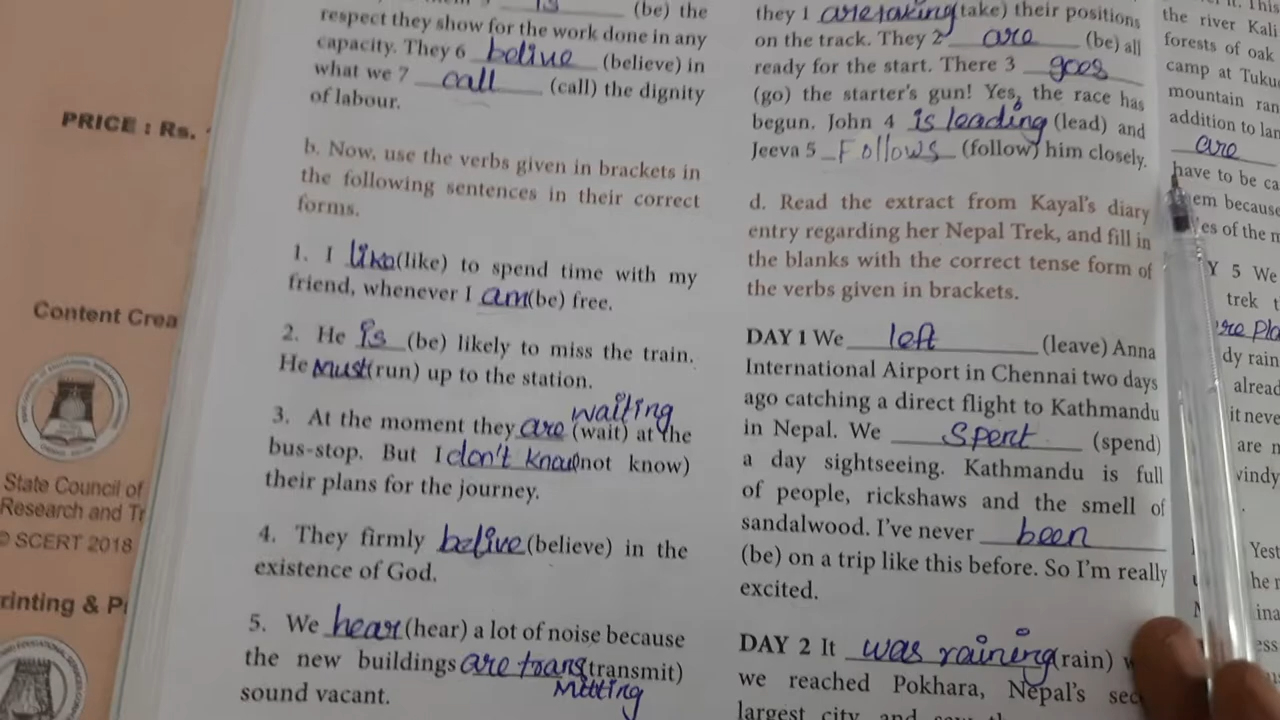 PRICE : Rs.
Content Crea
State Council of
Research and Tr
© SCERT 2018
rinting & P
is (be) the
respect they show for the work done in any
capacity. They 6 belive (believe) in
what we 7 call (call) the dignity
of labour.
b. Now, use the verbs given in brackets in
the following sentences in their correct
forms.
1. I like (like) to spend time with my
friend, whenever I am (be) free.
2. He is (be) likely to miss the train.
He must (run) up to the station.
waiting
3. At the moment they are (wait) at the
bus-stop. But I don't know (not know)
their plans for the journey.
4. They firmly belive (believe) in the
existence of God.
5. We hear (hear) a lot of noise because
the new buildings are trans (transmit)
mitting
sound vacant.
they 1 are taking (take) their positions
on the track. They 2 are (be) all
ready for the start. There 3 goes
(go) the starter's gun! Yes, the race has
begun. John 4 is leading (lead) and
Jeeva 5 Follows (follow) him closely.
d. Read the extract from Kayal's diary
entry regarding her Nepal Trek, and fill in
the blanks with the correct tense form of
the verbs given in brackets.
DAY 1 We left (leave) Anna
International Airport in Chennai two days
ago catching a direct flight to Kathmandu
in Nepal. We spent (spend)
a day sightseeing. Kathmandu is full
of people, rickshaws and the smell of
sandalwood. I've never been
(be) on a trip like this before. So I'm really
excited.
DAY 2 It was raining (rain)
we reached Pokhara, Nepal's sec
largest city and
it. This
the river Kali
forests of oak
camp at Tuku
mountain ran
addition to lan
are
have to be ca
em because
es of the m
Y 5 We
trek t
are pla
dy rain
alread
it neve
are n
vindy
Yest
he r
ina
ess